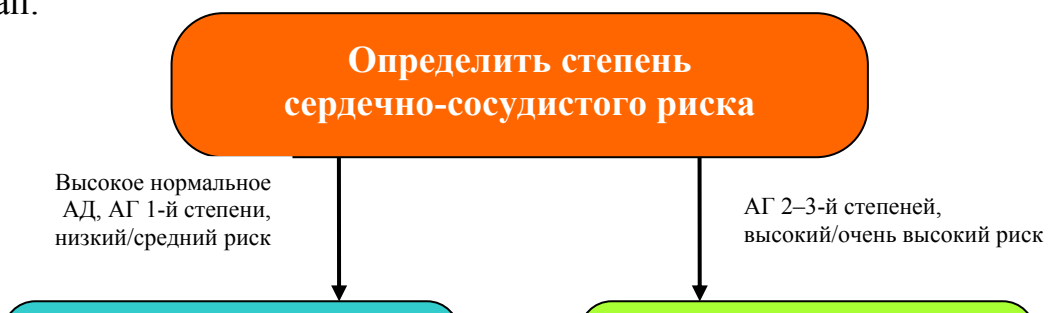 Определить степень
сердечно-сосудистого риска
Высокое нормальное
АД, АГ 1-й степени,
низкий/средний риск
АГ 2–3-й степеней,
высокий/очень высокий риск